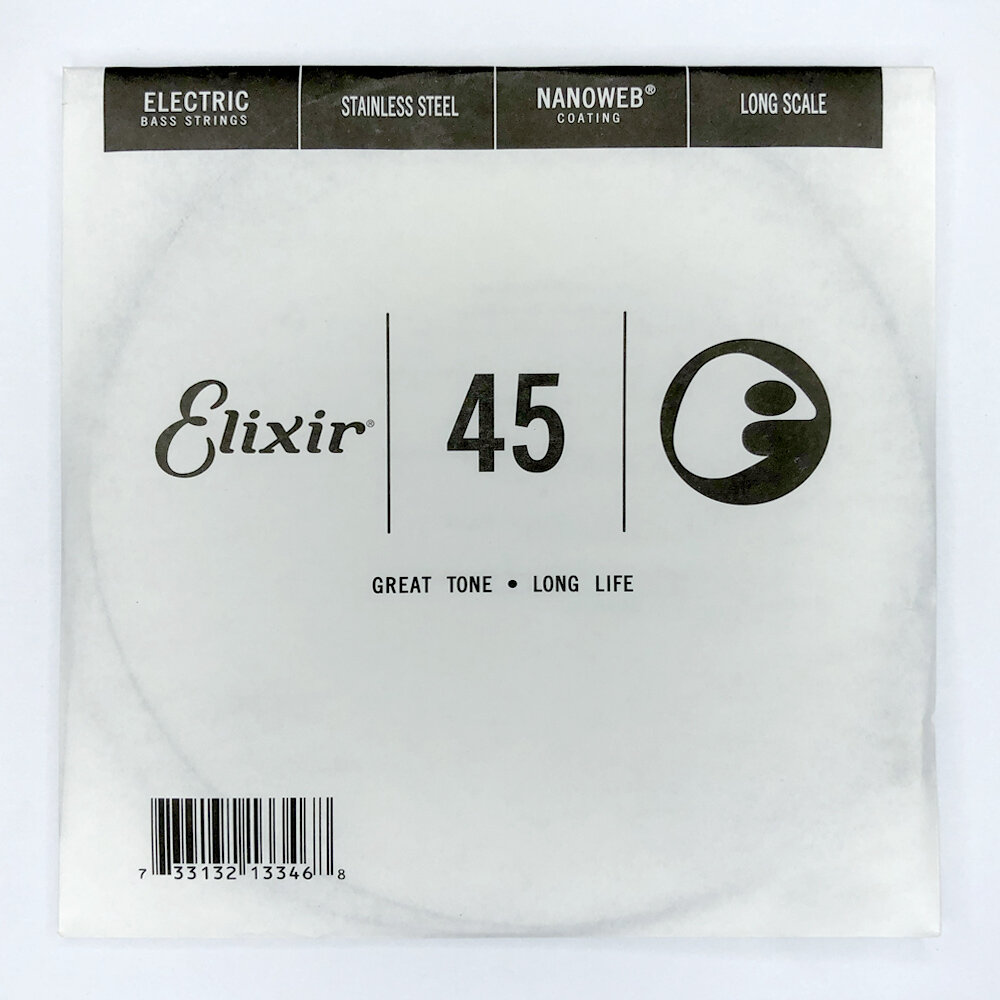 ELECTRIC
BASS STRINGS
STAINLESS STEEL
NANOWEB®
COATING
LONG SCALE
Elixir®
45
GREAT TONE • LONG LIFE
7 33132 13346 8